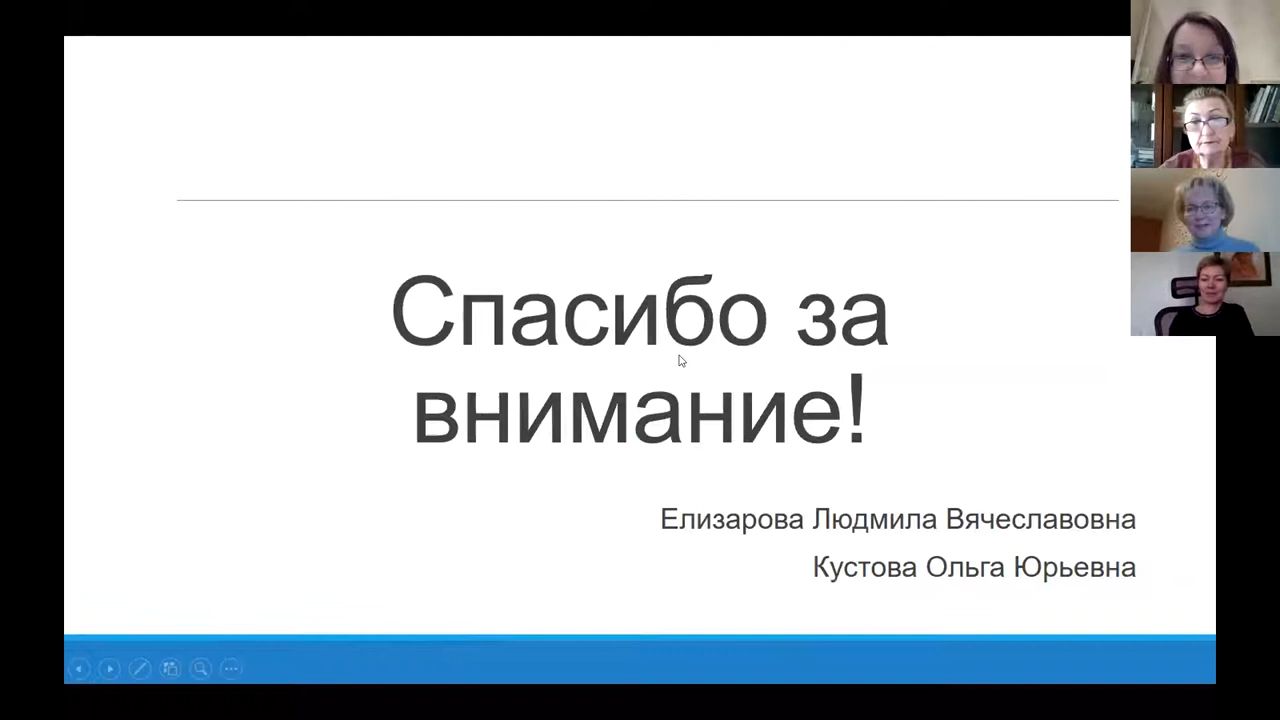 Спасибо за
внимание!
Елизарова Людмила Вячеславовна
Кустова Ольга Юрьевна